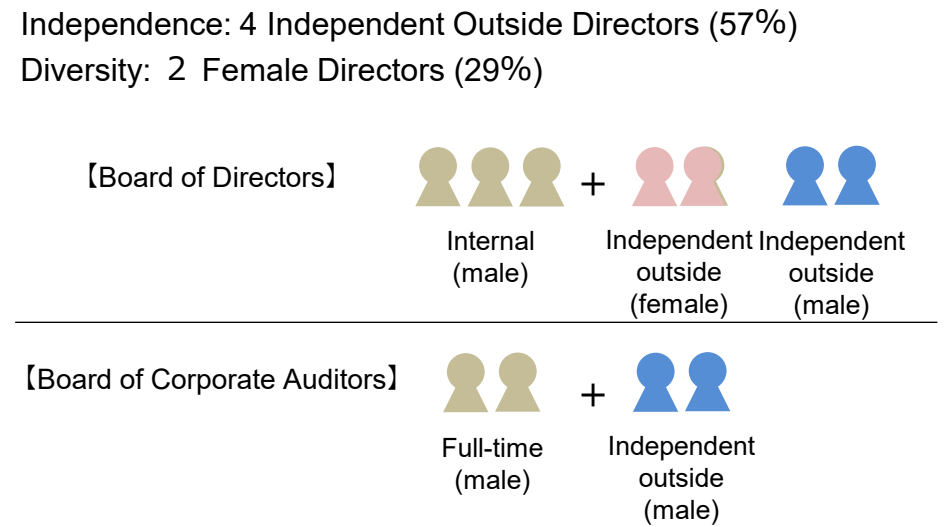 Independence: 4 Independent Outside Directors (57%)
Diversity: 2 Female Directors (29%)
【Board of Directors】
+
Internal
(male)
Independent
outside
(female)
Independent
outside
(male)
【Board of Corporate Auditors】
+
Full-time
(male)
Independent
outside
(male)